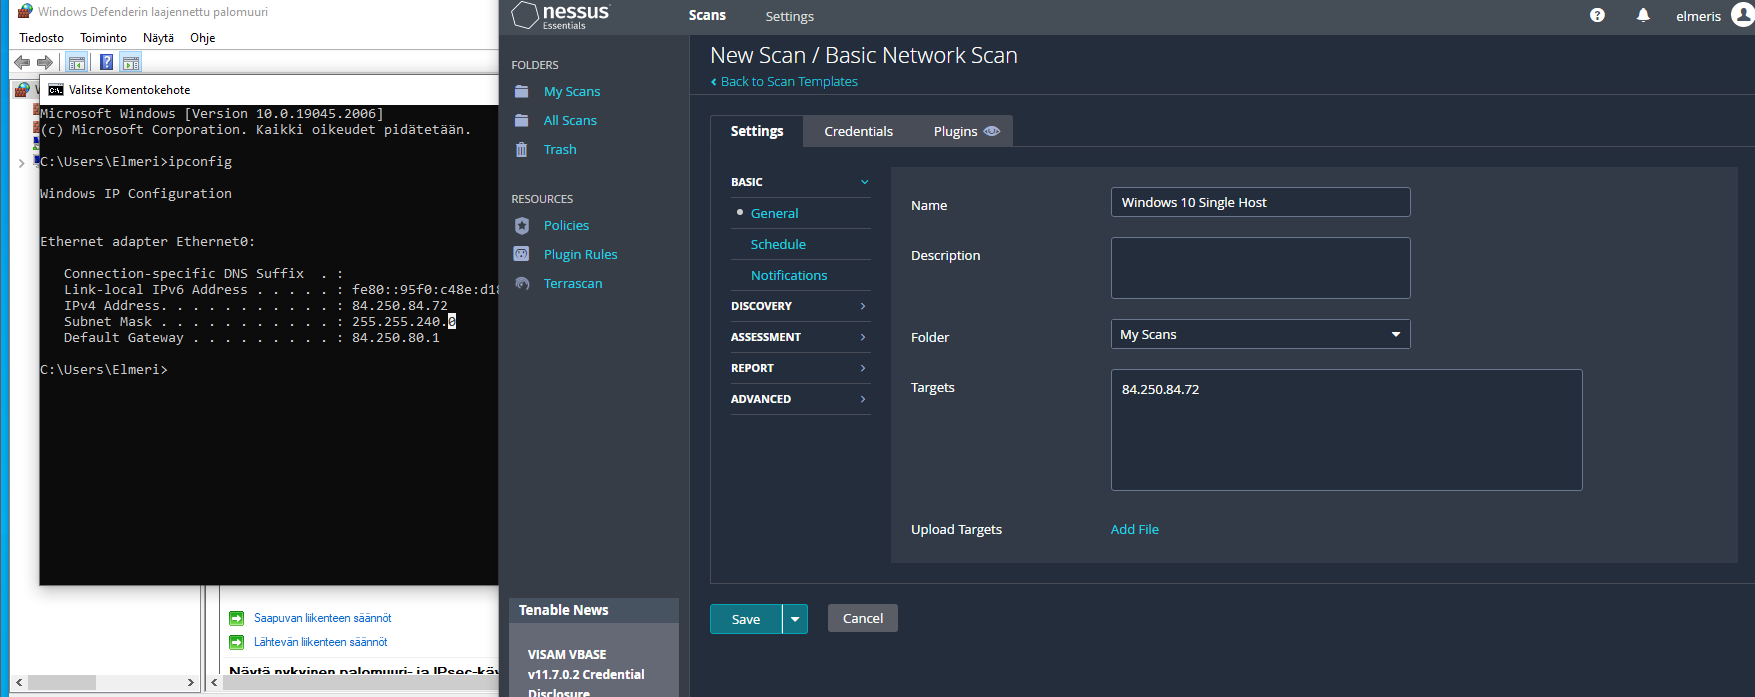 Windows Defenderin laajennettu palomuuri
Tiedosto Toiminto Näytä Ohje
Valitse Komentokehote
Microsoft Windows [Version 10.0.19045.2006]
(c) Microsoft Corporation. Kaikki oikeudet pidätetään.
C:\Users\Elmeri>ipconfig
Windows IP Configuration
Ethernet adapter Ethernet0:
Connection-specific DNS Suffix . :
Link-local IPv6 Address . . . . . : fe80::95f0:c48e:d18
IPv4 Address. . . . . . . . . . . : 84.250.84.72
Subnet Mask . . . . . . . . . . . : 255.255.240.0
Default Gateway . . . . . . . . . : 84.250.80.1
C:\Users\Elmeri>
Saapuvan liikenteen säännöt
Lähtevän liikenteen säännöt
Näytä nykyinen palomuuri- ja IPsec-käy
nessus
Essentials
Scans Settings
elmeris
FOLDERS
My Scans
All Scans
Trash
RESOURCES
Policies
Plugin Rules
Terrascan
Tenable News
VISAM VBASE
v11.7.0.2 Credential
Disclosure
New Scan / Basic Network Scan
Back to Scan Templates
Settings Credentials Plugins
BASIC
General
Schedule
Notifications
DISCOVERY
ASSESSMENT
REPORT
ADVANCED
Name Windows 10 Single Host
Description
Folder My Scans
Targets 84.250.84.72
Upload Targets Add File
Save Cancel